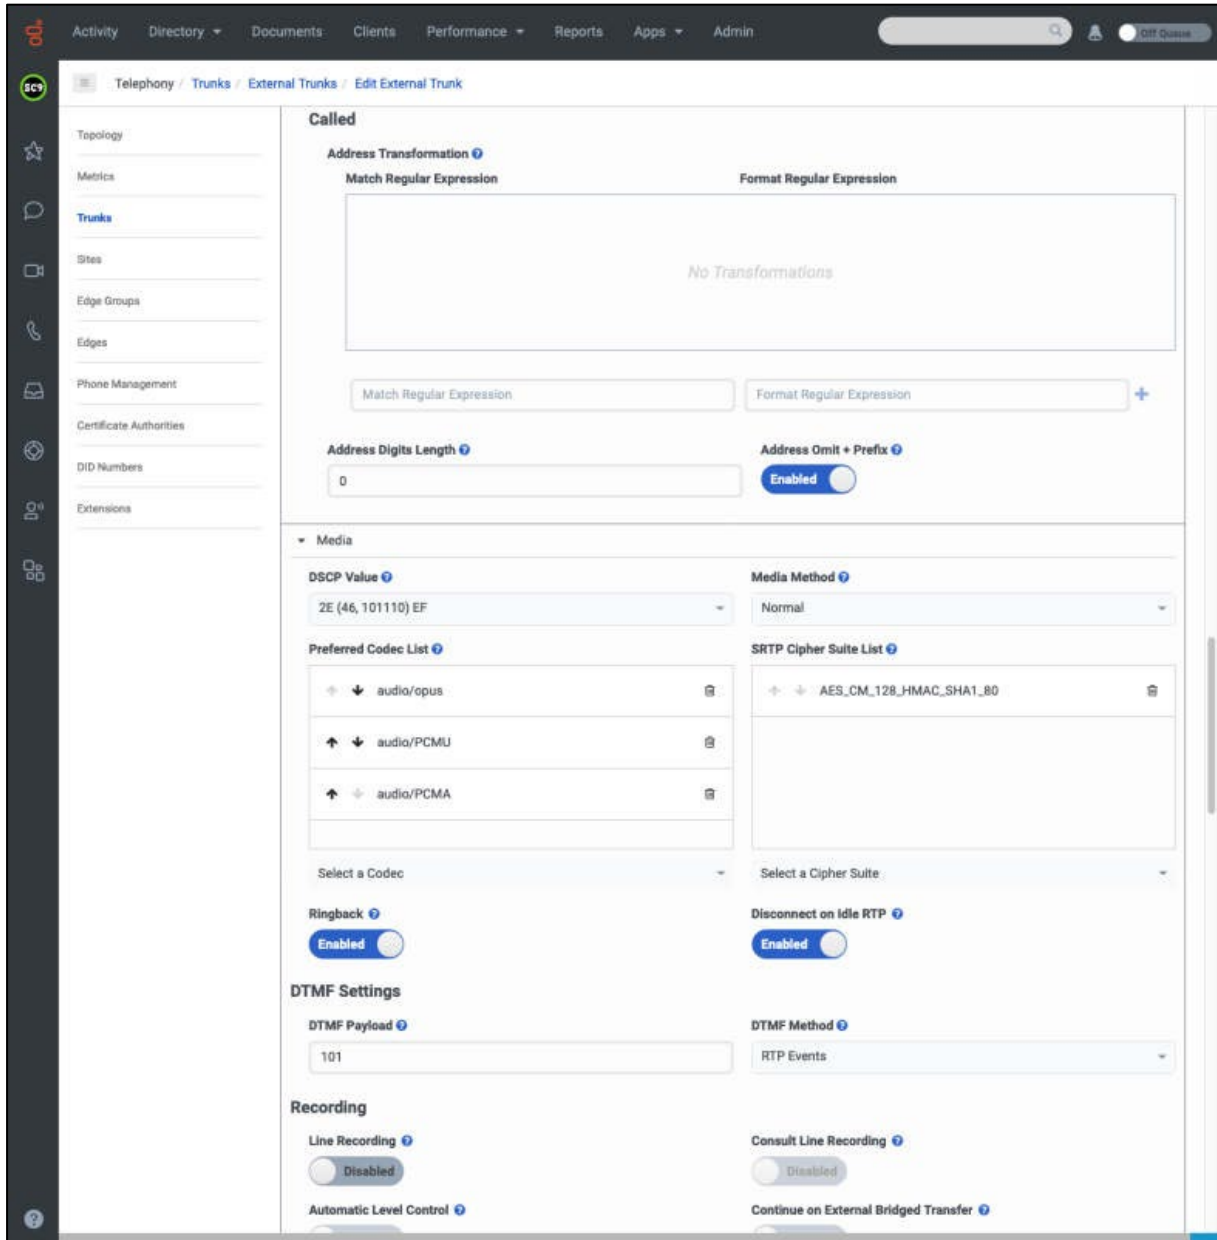 Activity Directory Documents Clients Performance Reports Apps Admin Off Queue
SC9 Telephony / Trunks / External Trunks / Edit External Trunk
Topology
Metrics
Trunks
Sites
Edge Groups
Edges
Phone Management
Certificate Authorities
DID Numbers
Extensions
Called
Address Transformation
Match Regular Expression Format Regular Expression
No Transformations
Match Regular Expression Format Regular Expression
Address Digits Length Address Omit + Prefix
0 Enabled
Media
DSCP Value Media Method
2E (46, 101110) EF Normal
Preferred Codec List SRTP Cipher Suite List
audio/opus AES_CM_128_HMAC_SHA1_80
audio/PCMU
audio/PCMA
Select a Codec Select a Cipher Suite
Ringback Disconnect on Idle RTP
Enabled Enabled
DTMF Settings
DTMF Payload DTMF Method
101 RTP Events
Recording
Line Recording Consult Line Recording
Disabled Disabled
Automatic Level Control Continue on External Bridged Transfer